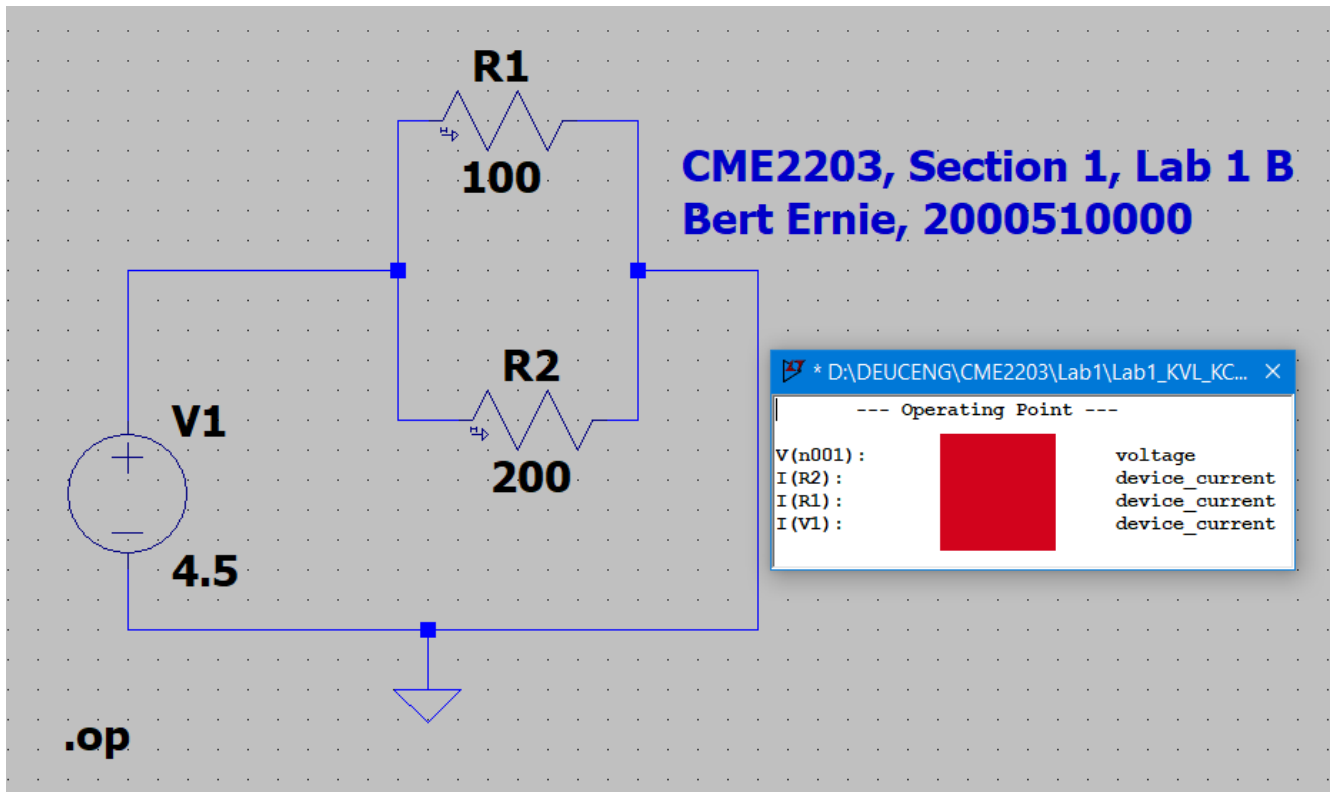 R1
100
CME2203, Section 1, Lab 1 B
Bert Ernie, 2000510000
R2
200
V1
4.5
* D:\DEUCENG\CME2203\Lab1\Lab1_KVL_KC...
--- Operating Point ---
V(n001): voltage
I(R2): device_current
I(R1): device_current
I(V1): device_current
.op